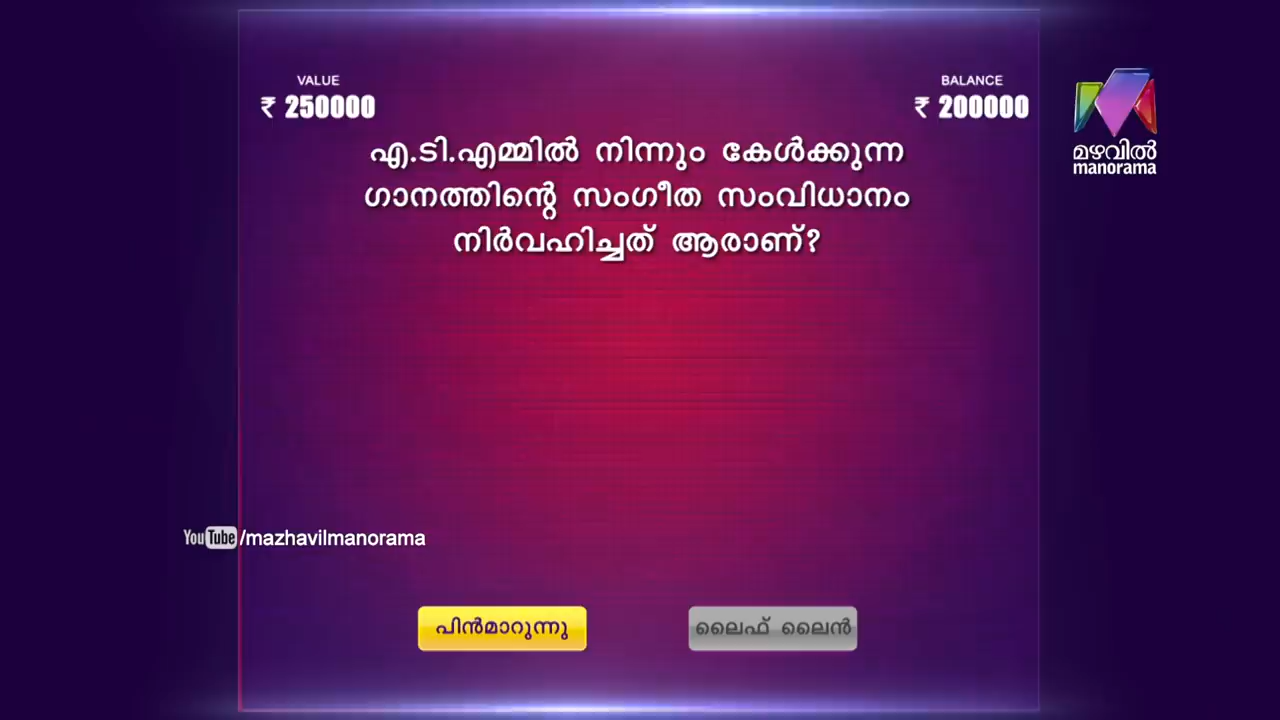 VALUE
₹ 250000
BALANCE
₹ 200000
എ.ടി.എമ്മിൽ നിന്നും കേൾക്കുന്ന
ഗാനത്തിന്റെ സംഗീത സംവിധാനം
നിർവഹിച്ചത് ആരാണ്?
മഴവിൽ
manorama
YouTube/mazhavilmanorama
പിൻമാറുന്നു
ലൈഫ് ലൈൻ